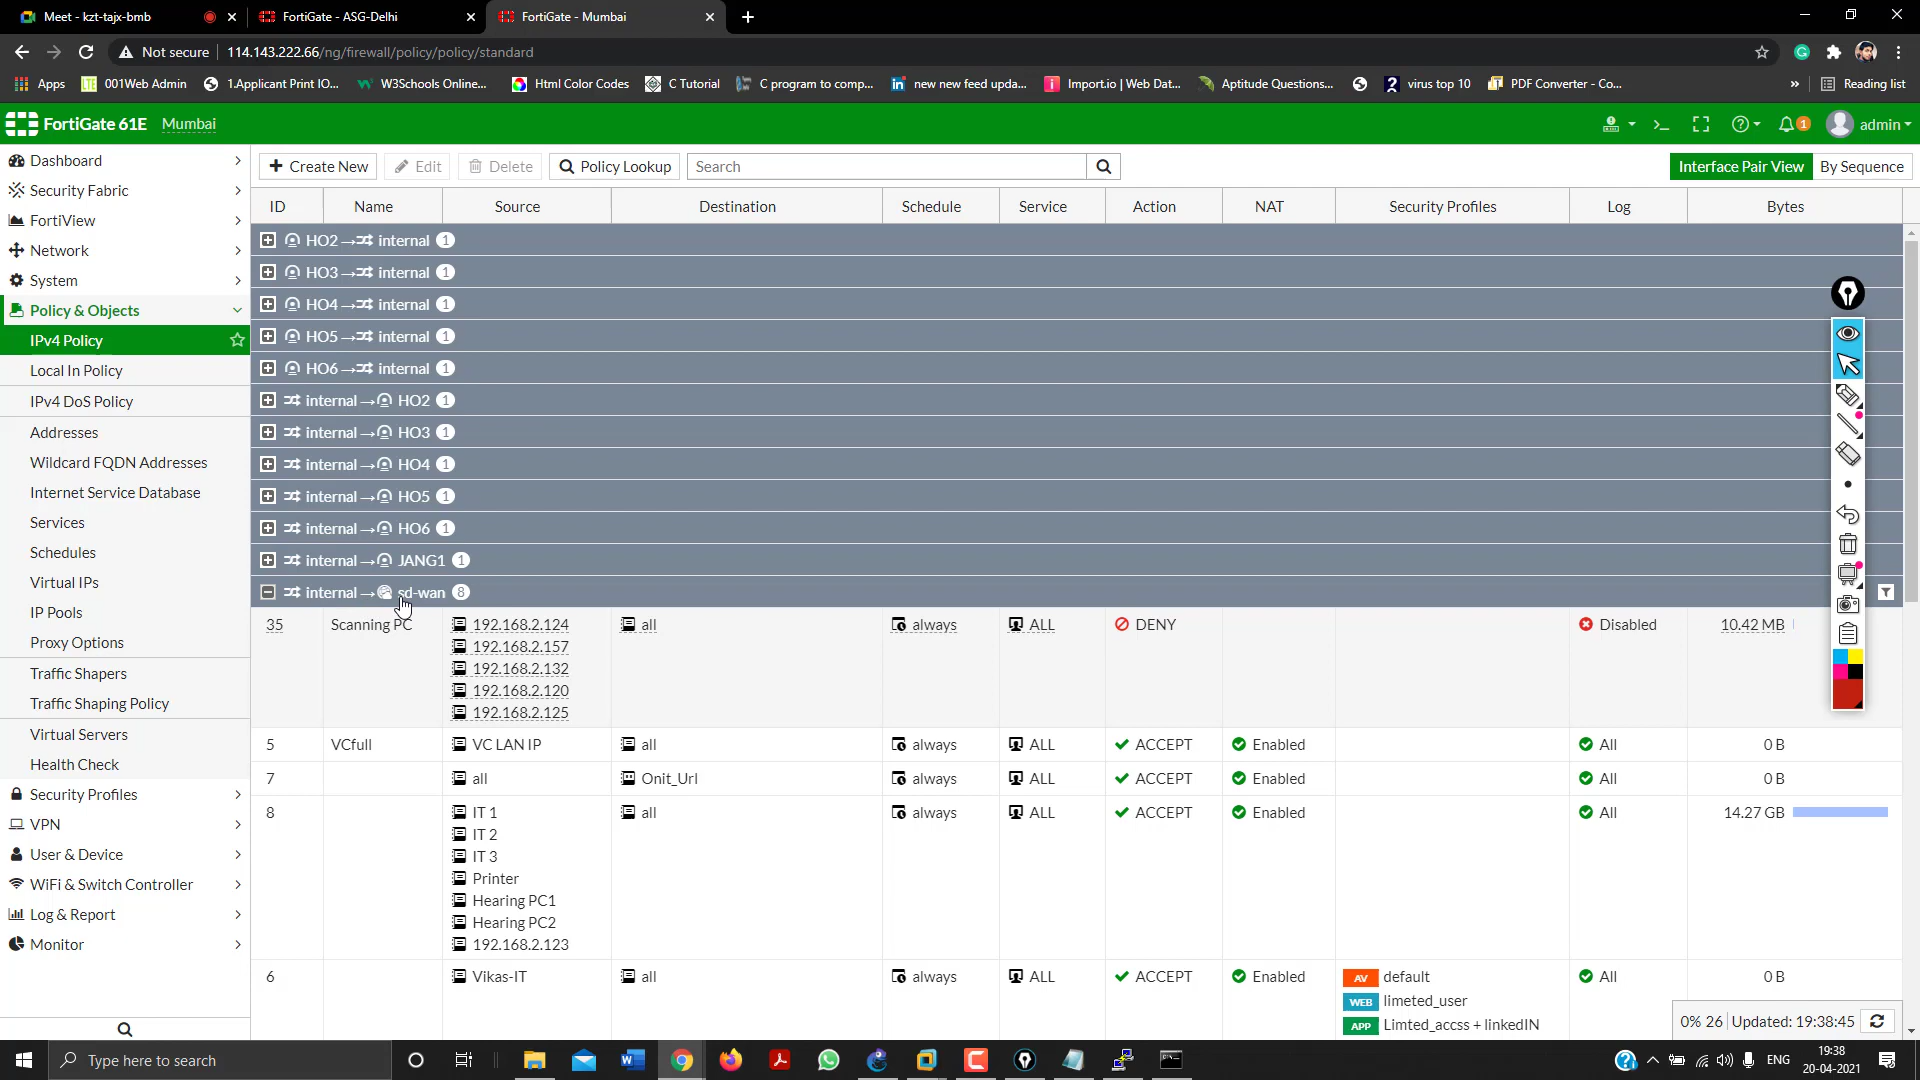 Meet - kzt-tajx-bmb
FortiGate - ASG-Delhi
FortiGate - Mumbai
Not secure 114.143.222.66/ng/firewall/policy/policy/standard
Apps 001Web Admin 1.Applicant Print IO... W3Schools Online... Html Color Codes C Tutorial C program to comp... new new feed upda... Import.io | Web Dat... Aptitude Questions... virus top 10 PDF Converter - Co... » Reading list
FortiGate 61E Mumbai 1 admin
Dashboard
Security Fabric
FortiView
Network
System
Policy & Objects
IPv4 Policy
Local In Policy
IPv4 DoS Policy
Addresses
Wildcard FQDN Addresses
Internet Service Database
Services
Schedules
Virtual IPs
IP Pools
Proxy Options
Traffic Shapers
Traffic Shaping Policy
Virtual Servers
Health Check
Security Profiles
VPN
User & Device
WiFi & Switch Controller
Log & Report
Monitor
+ Create New Edit Delete Policy Lookup Search Interface Pair View By Sequence
ID Name Source Destination Schedule Service Action NAT Security Profiles Log Bytes
HO2 → internal 1
HO3 → internal 1
HO4 → internal 1
HO5 → internal 1
HO6 → internal 1
internal → HO2 1
internal → HO3 1
internal → HO4 1
internal → HO5 1
internal → HO6 1
internal → JANG1 1
internal → sd-wan 8
35 Scanning PC 192.168.2.124 all always ALL DENY Disabled 10.42 MB
192.168.2.157
192.168.2.132
192.168.2.120
192.168.2.125
5 VCfull VC LAN IP all always ALL ACCEPT Enabled All 0 B
7 all Onit_Url always ALL ACCEPT Enabled All 0 B
8 IT 1 all always ALL ACCEPT Enabled All 14.27 GB
IT 2
IT 3
Printer
Hearing PC1
Hearing PC2
192.168.2.123
6 Vikas-IT all always ALL ACCEPT Enabled AV default All 0 B
WEB limeted_user
APP Limted_accss + linkedIN
0% 26 Updated: 19:38:45
Type here to search
ENG 19:38
20-04-2021